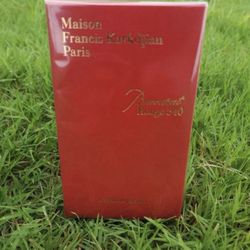 Maison
Francis Kurkdjian
Paris
Baccarat
Rouge 540